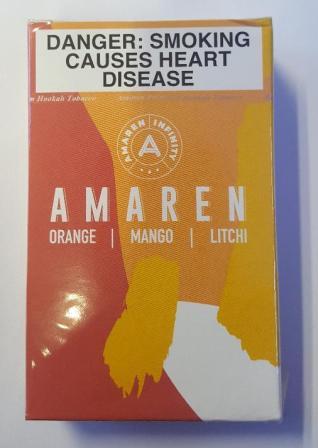 DANGER: SMOKING
CAUSES HEART
DISEASE
n Hookah Tobacco
AMAREN INFINITY
A
AMAREN
ORANGE | MANGO | LITCHI